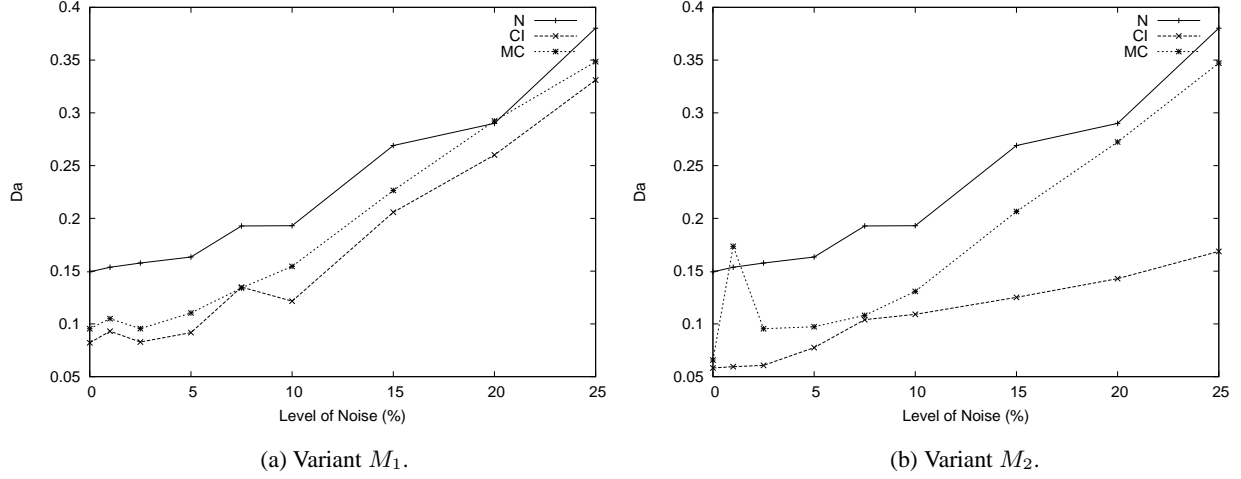 0.4
0.35
0.3
0.25
0.2
0.15
0.1
0.05
Da
0 5 10 15 20 25
Level of Noise (%)
N
CI
MC
(a) Variant M1.
0.4
0.35
0.3
0.25
0.2
0.15
0.1
0.05
Da
0 5 10 15 20 25
Level of Noise (%)
N
CI
MC
(b) Variant M2.